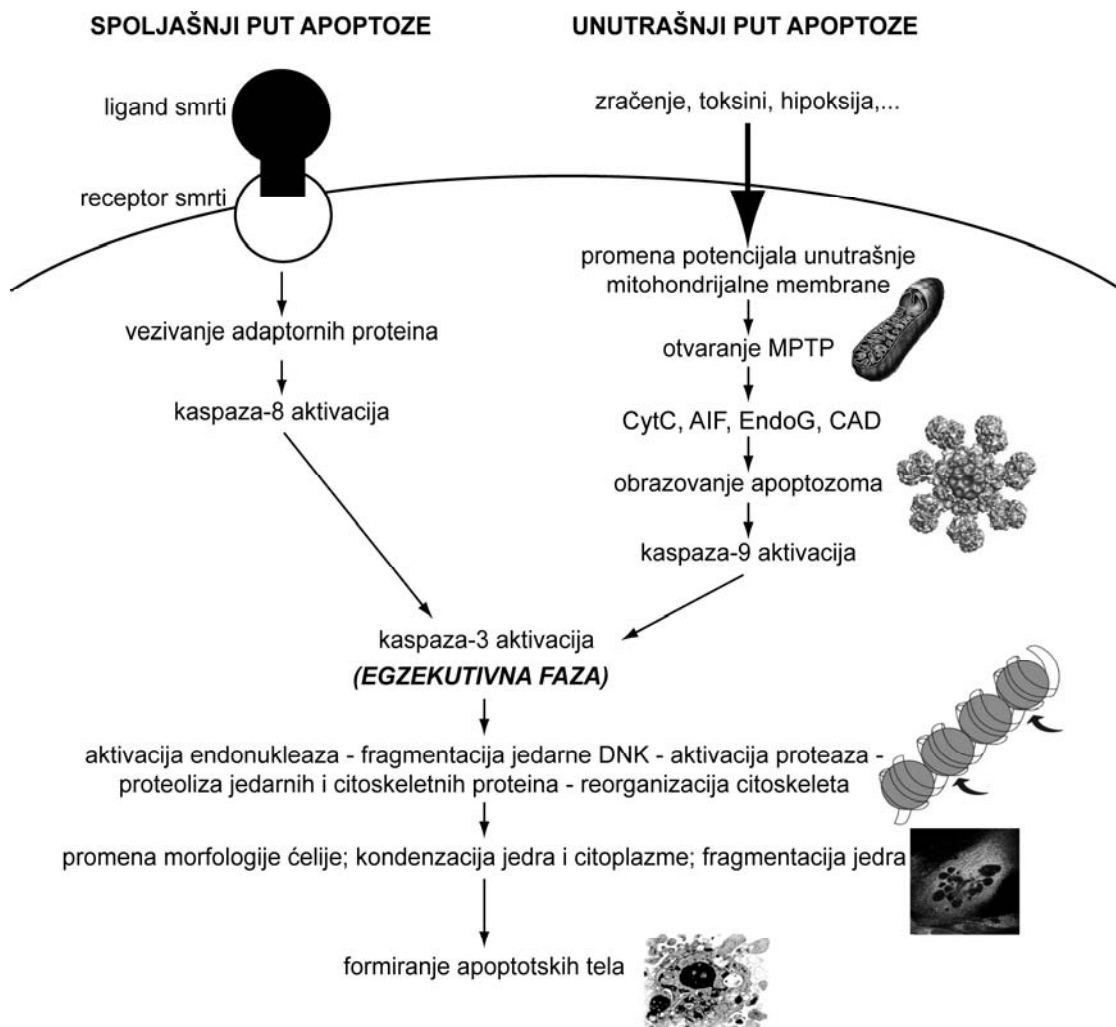 SPOLJAŠNJI PUT APOPTOZE
ligand smrti
receptor smrti
vezivanje adaptornih proteina
kaspaza-8 aktivacija
UNUTRAŠNJI PUT APOPTOZE
zračenje, toksini, hipoksija,...
promena potencijala unutrašnje
mitohondrijalne membrane
otvaranje MPTP
CytC, AIF, EndoG, CAD
obrazovanje apoptozoma
kaspaza-9 aktivacija
kaspaza-3 aktivacija
(EGZEKUTIVNA FAZA)
aktivacija endonukleaza - fragmentacija jedarne DNK - aktivacija proteaza -
proteoliza jedarnih i citoskeletnih proteina - reorganizacija citoskeleta
promena morfologije ćelije; kondenzacija jedra i citoplazme; fragmentacija jedra
formiranje apoptotskih tela